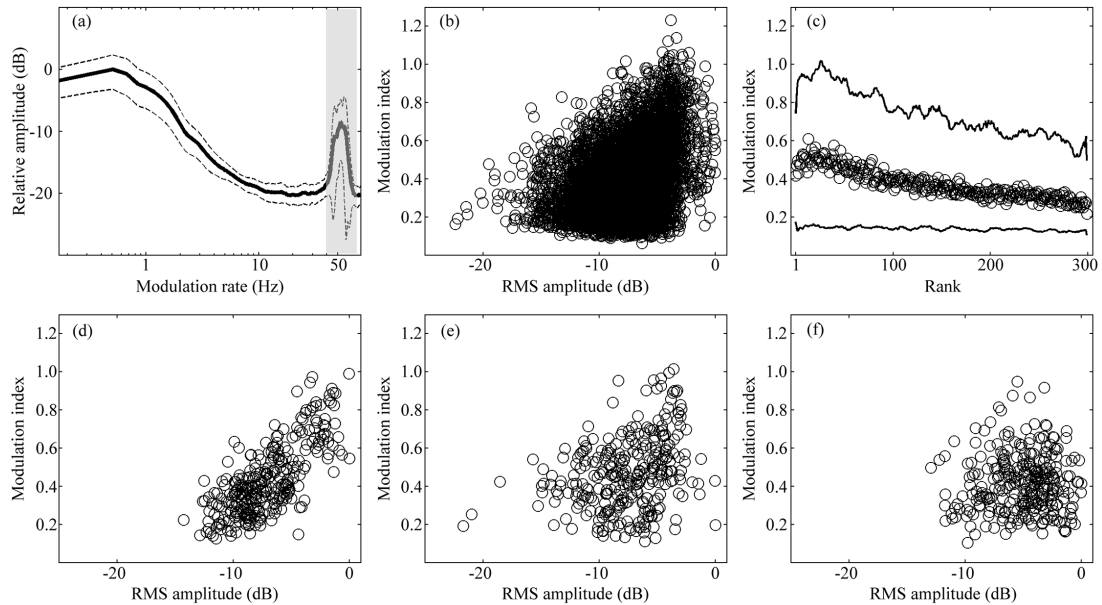 (a)
Relative amplitude (dB)
0
-10
-20
1
10
50
Modulation rate (Hz)
(b)
Modulation index
1.2
1.0
0.8
0.6
0.4
0.2
-20
-10
0
RMS amplitude (dB)
(c)
Modulation index
1.2
1.0
0.8
0.6
0.4
0.2
1
100
200
300
Rank
(d)
Modulation index
1.2
1.0
0.8
0.6
0.4
0.2
-20
-10
0
RMS amplitude (dB)
(e)
Modulation index
1.2
1.0
0.8
0.6
0.4
0.2
-20
-10
0
RMS amplitude (dB)
(f)
Modulation index
1.2
1.0
0.8
0.6
0.4
0.2
-20
-10
0
RMS amplitude (dB)